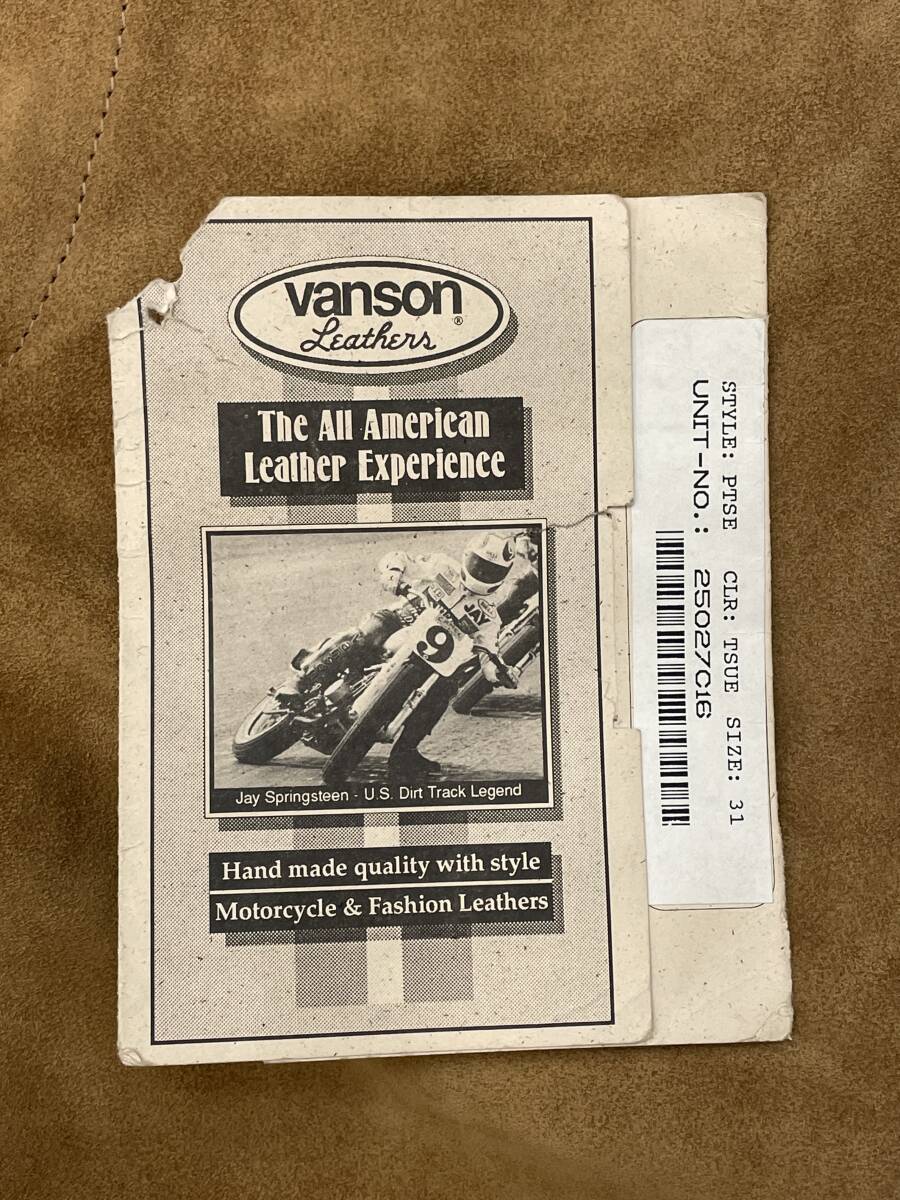 vanson
Leathers ®
The All American
Leather Experience
JAY
9
Jay Springsteen - U.S. Dirt Track Legend
Hand made quality with style
Motorcycle & Fashion Leathers
STYLE: PTSE CLR: TSUE SIZE: 31
UNIT-NO.: 25027C16